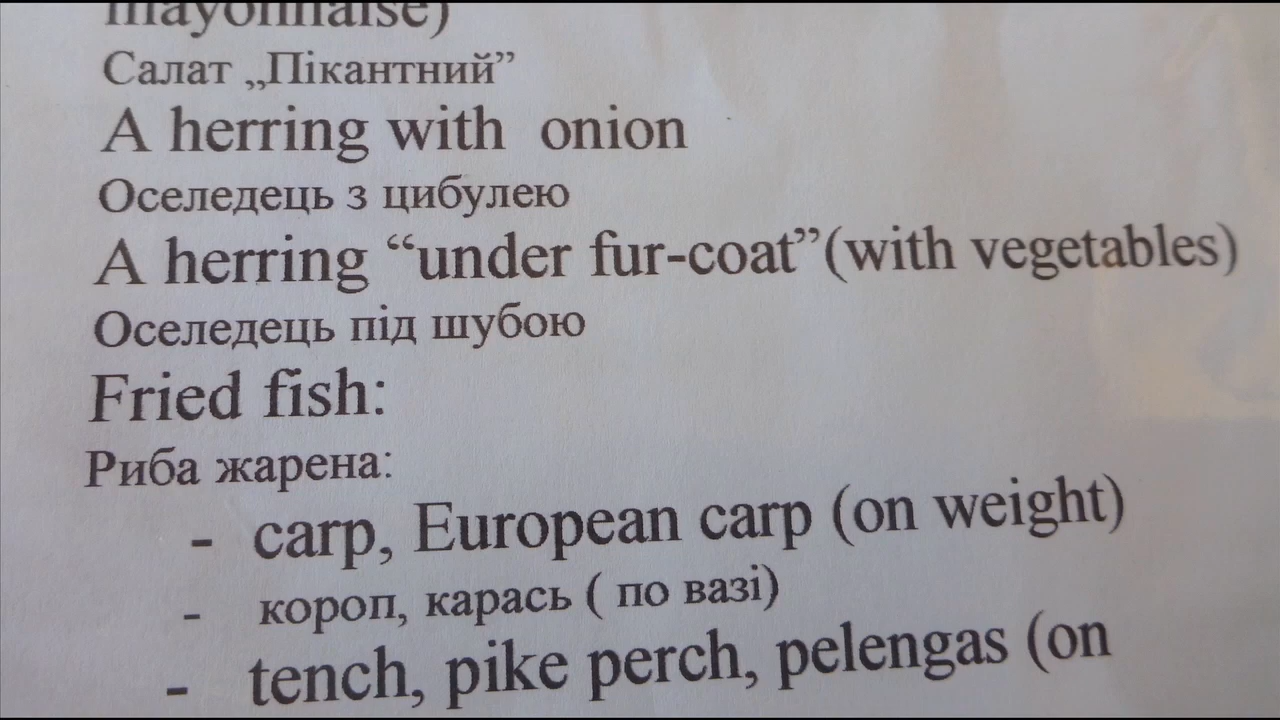 mayonnaise)
Салат „Пікантний”
A herring with onion
Оселедець з цибулею
A herring “under fur-coat”(with vegetables)
Оселедець під шубою
Fried fish:
Риба жарена:
- carp, European carp (on weight)
- короп, карась ( по вазі)
- tench, pike perch, pelengas (on